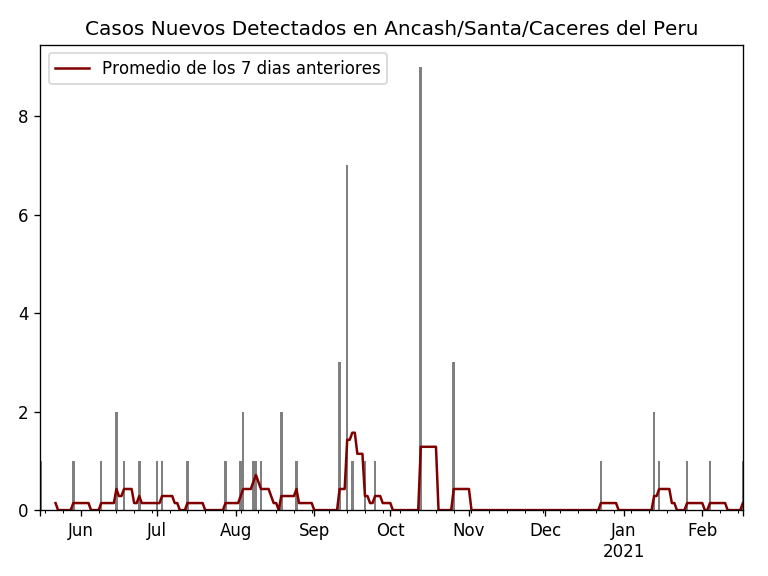 Casos Nuevos Detectados en Ancash/Santa/Caceres del Peru
Promedio de los 7 dias anteriores
8
6
4
2
0
Jun Jul Aug Sep Oct Nov Dec Jan Feb
2021